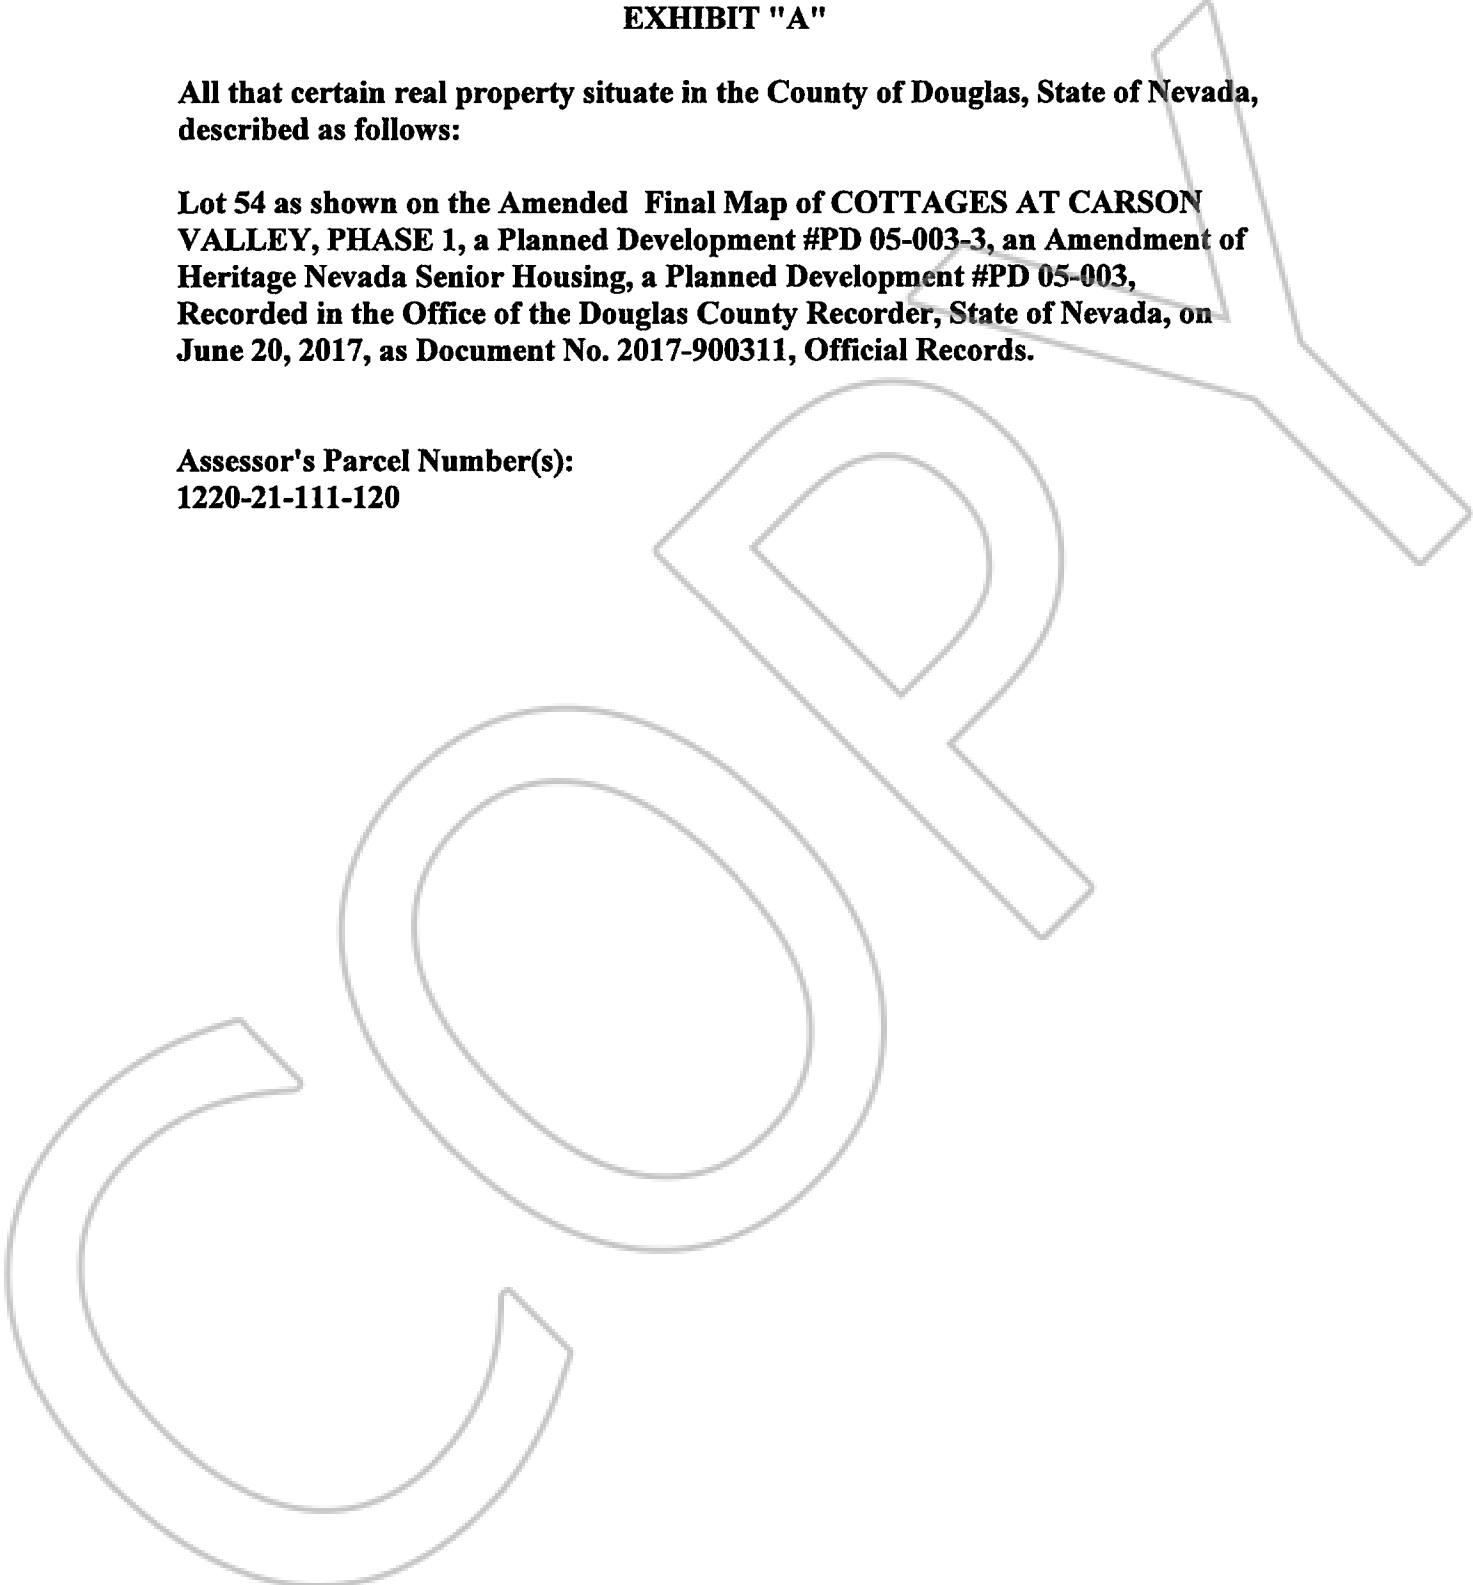 EXHIBIT "A"
All that certain real property situate in the County of Douglas, State of Nevada,
described as follows:
Lot 54 as shown on the Amended Final Map of COTTAGES AT CARSON
VALLEY, PHASE 1, a Planned Development #PD 05-003-3, an Amendment of
Heritage Nevada Senior Housing, a Planned Development #PD 05-003,
Recorded in the Office of the Douglas County Recorder, State of Nevada, on
June 20, 2017, as Document No. 2017-900311, Official Records.
Assessor's Parcel Number(s):
1220-21-111-120
COPY